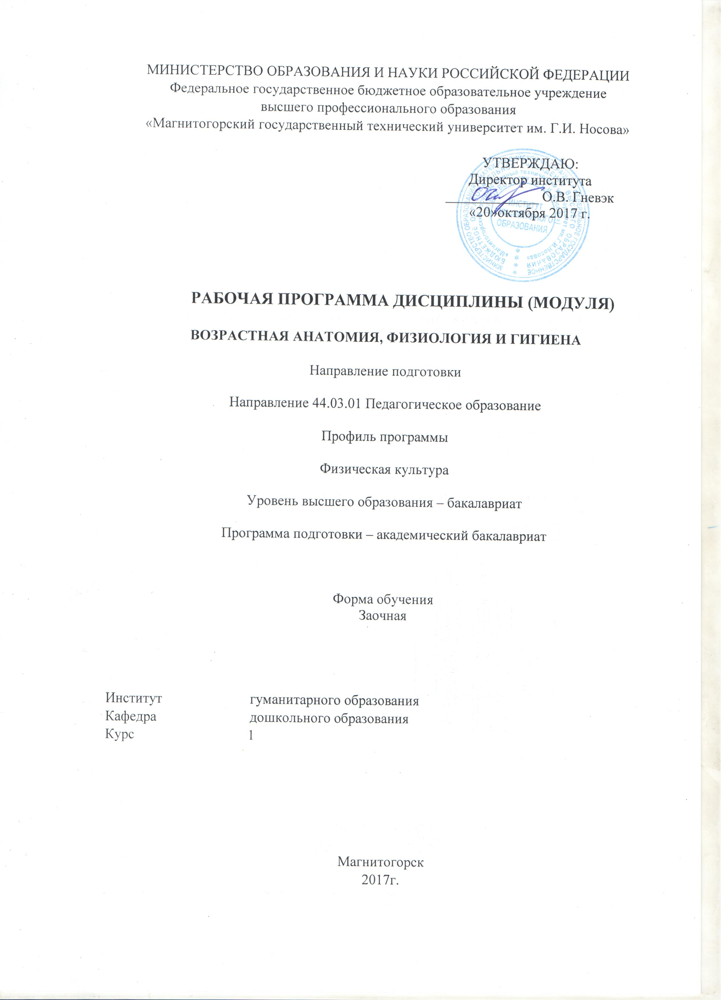 МИНИСТЕРСТВО ОБРАЗОВАНИЯ И НАУКИ РОССИЙСКОЙ ФЕДЕРАЦИИ
Федеральное государственное бюджетное образовательное учреждение
высшего профессионального образования
«Магнитогорский государственный технический университет им. Г.И. Носова»
УТВЕРЖДАЮ:
Директор института
О.В. Гневэк
«20»октября 2017 г.
ИНСТИТУТ
ОБРАЗОВАНИЯ
РАБОЧАЯ ПРОГРАММА ДИСЦИПЛИНЫ (МОДУЛЯ)
ВОЗРАСТНАЯ АНАТОМИЯ, ФИЗИОЛОГИЯ И ГИГИЕНА
Направление подготовки
Направление 44.03.01 Педагогическое образование
Профиль программы
Физическая культура
Уровень высшего образования – бакалавриат
Программа подготовки – академический бакалавриат
Форма обучения
Заочная
Институт гуманитарного образования
Кафедра дошкольного образования
Курс 1
Магнитогорск
2017г.